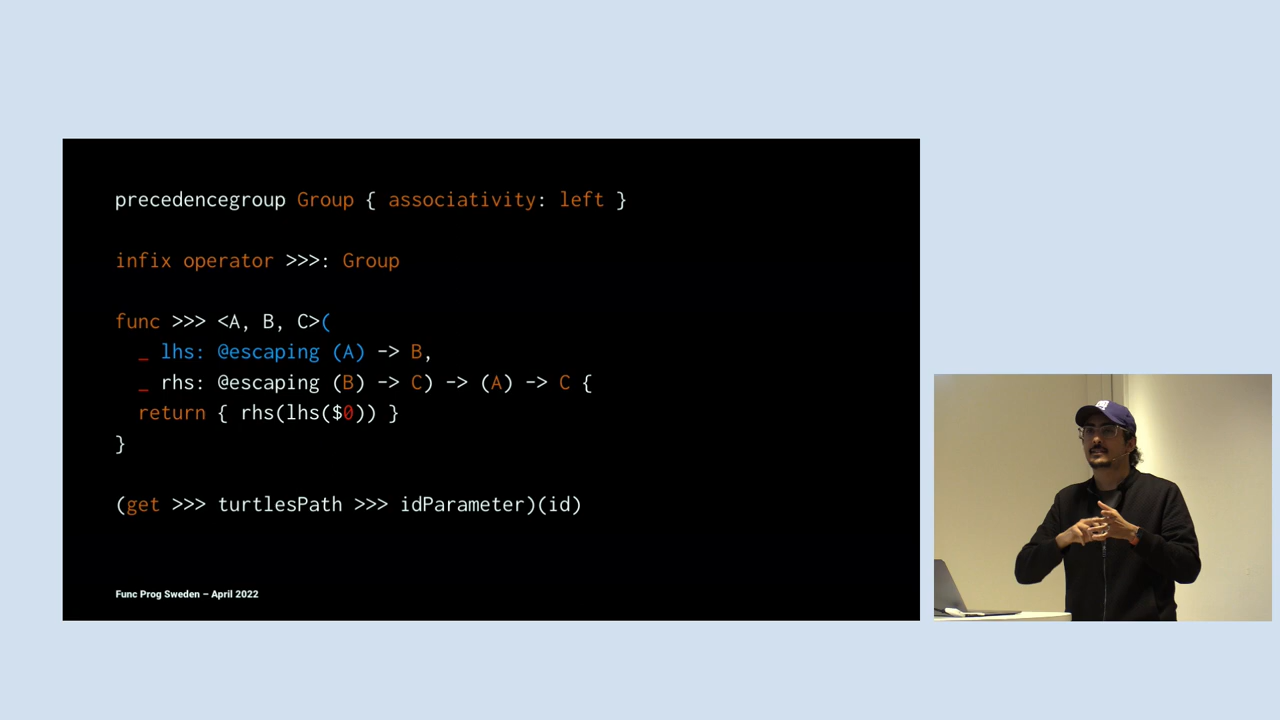 precedencegroup Group { associativity: left }
infix operator >>>: Group
func >>> <A, B, C>(
_ lhs: @escaping (A) -> B,
_ rhs: @escaping (B) -> C) -> (A) -> C {
return { rhs(lhs($0)) }
}
(get >>> turtlesPath >>> idParameter)(id)
Func Prog Sweden – April 2022